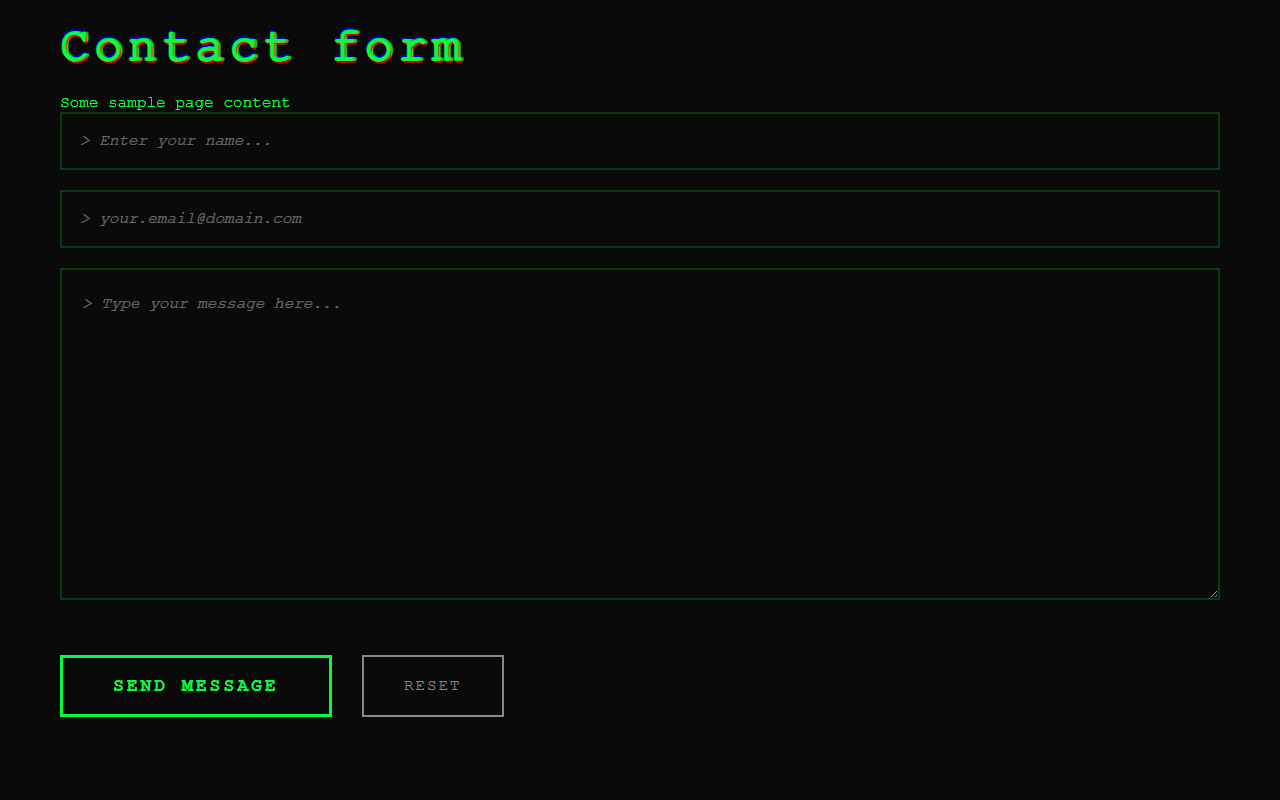 Contact form
Some sample page content
> Enter your name...
> your.email@domain.com
> Type your message here...
SEND MESSAGE
RESET